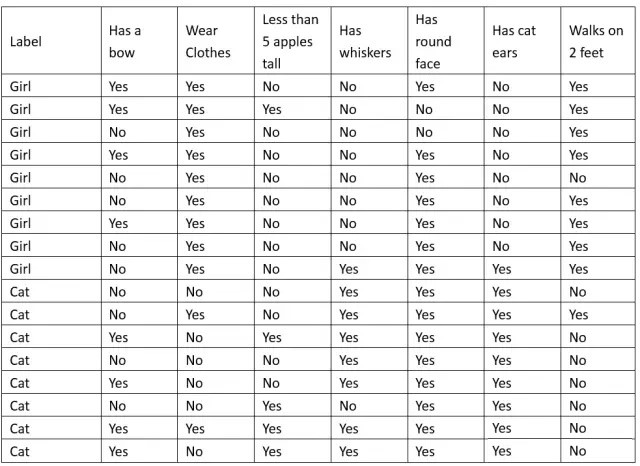 Label Has a bow Wear Clothes Less than 5 apples tall Has whiskers Has round face Has cat ears Walks on 2 feet
Girl Yes Yes No No Yes No Yes
Girl Yes Yes Yes No No No Yes
Girl No Yes No No No No Yes
Girl Yes Yes No No Yes No Yes
Girl No Yes No No Yes No No
Girl No Yes No No Yes No Yes
Girl Yes Yes No No Yes No Yes
Girl No Yes No No Yes No Yes
Girl No Yes No Yes Yes Yes Yes
Cat No No No Yes Yes Yes No
Cat No Yes No Yes Yes Yes Yes
Cat Yes No Yes Yes Yes Yes No
Cat No No No Yes Yes Yes No
Cat Yes No No Yes Yes Yes No
Cat No No Yes No Yes Yes No
Cat Yes Yes Yes Yes Yes Yes No
Cat Yes No Yes Yes Yes Yes No